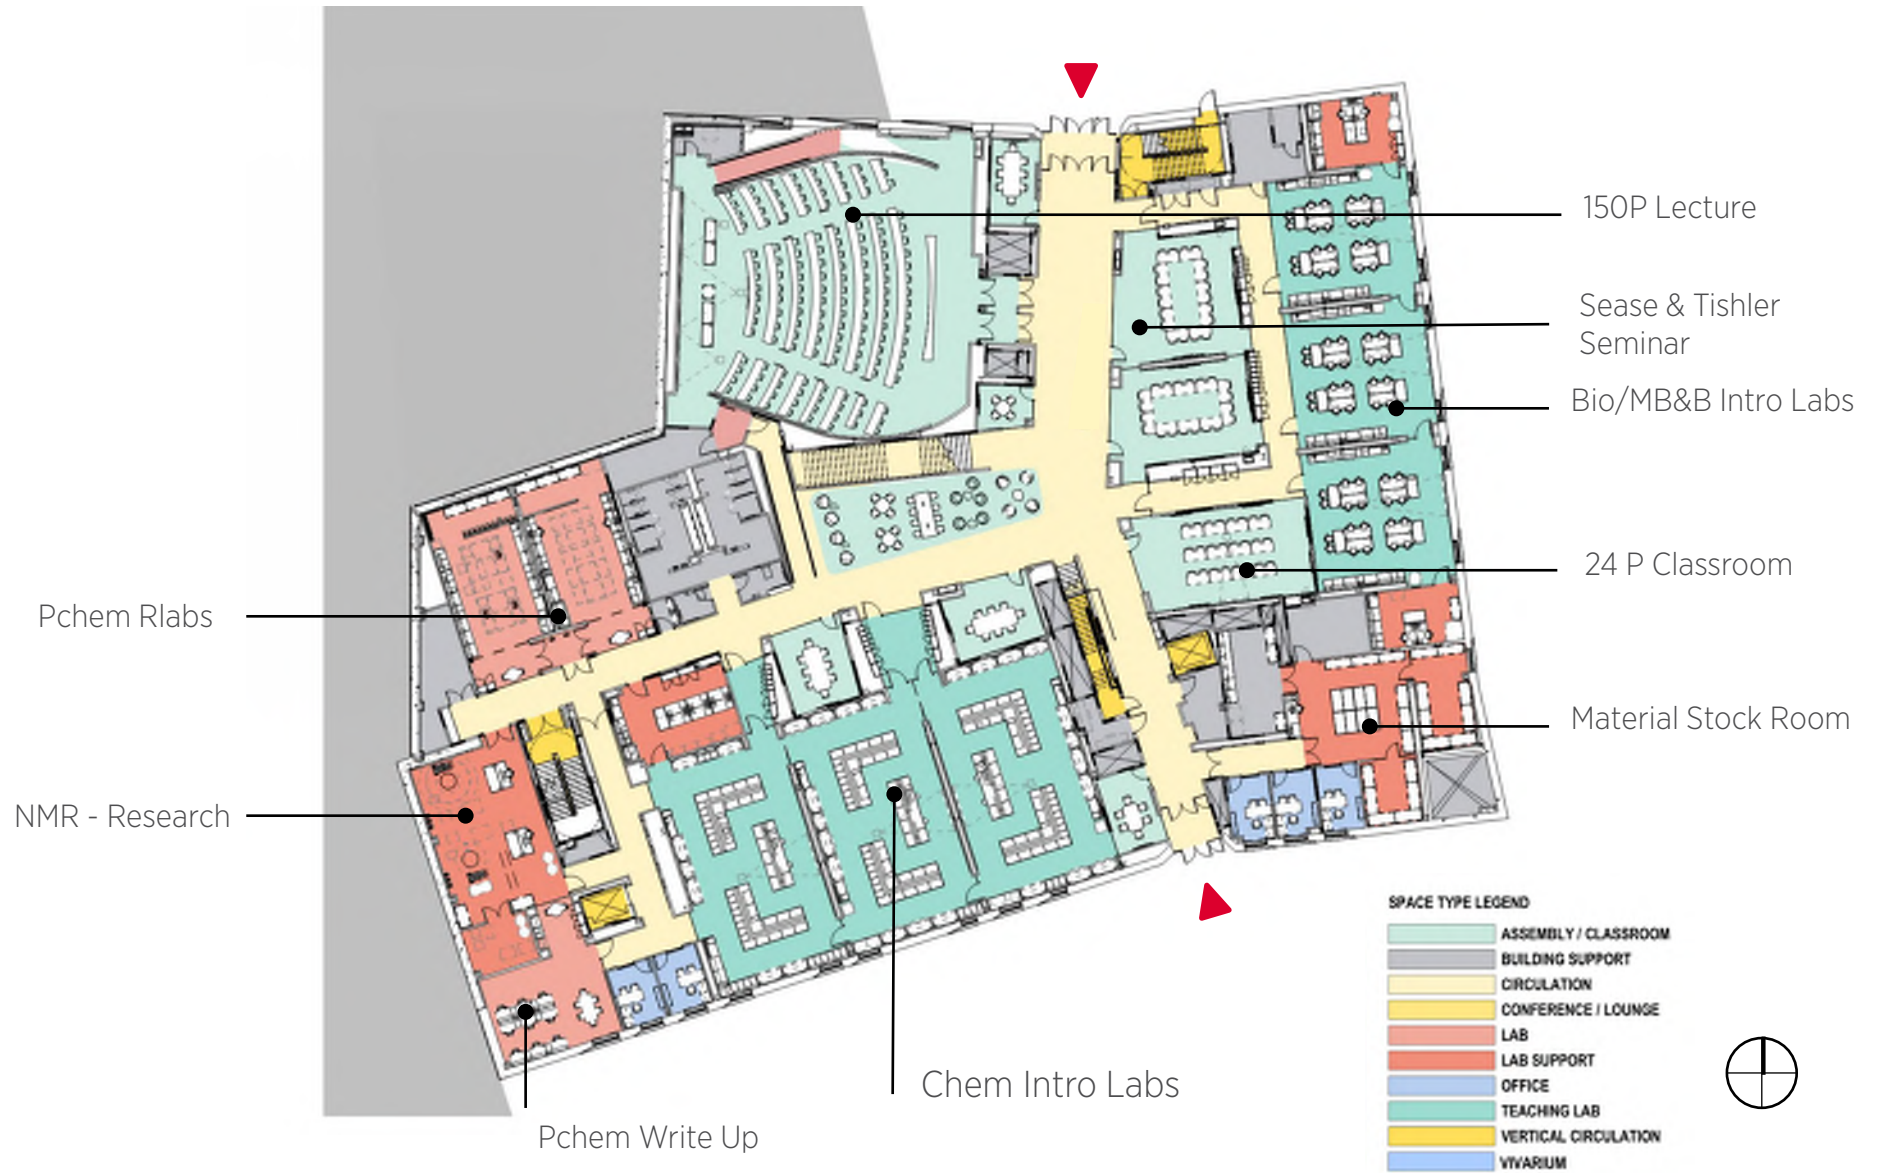 150P Lecture
Sease & Tishler
Seminar
Bio/MB&B Intro Labs
24 P Classroom
Pchem Rlabs
Material Stock Room
NMR - Research
Chem Intro Labs
Pchem Write Up
SPACE TYPE LEGEND
ASSEMBLY / CLASSROOM
BUILDING SUPPORT
CIRCULATION
CONFERENCE / LOUNGE
LAB
LAB SUPPORT
OFFICE
TEACHING LAB
VERTICAL CIRCULATION
VIVARIUM